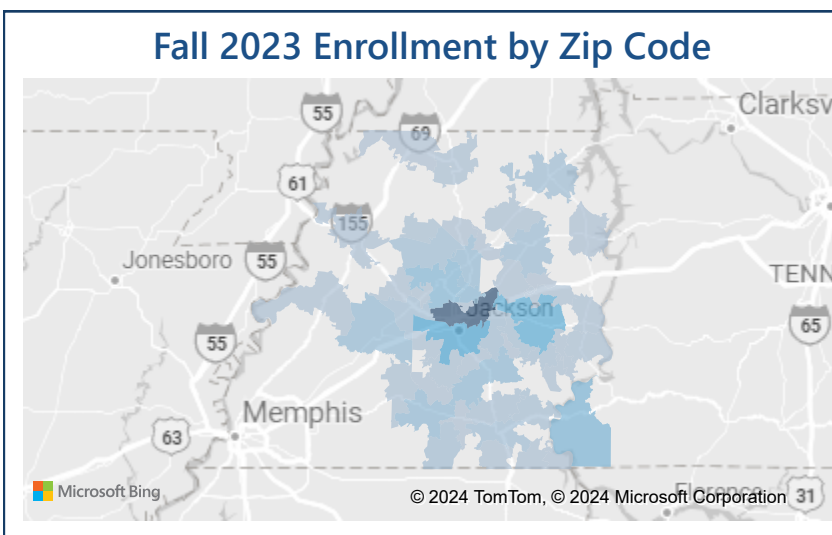 Fall 2023 Enrollment by Zip Code
55
69
Clarksv
61
155
Jonesboro
55
TENN
Jackson
55
65
Memphis
63
Microsoft Bing
© 2024 TomTom, © 2024 Microsoft Corporation
Florence
31